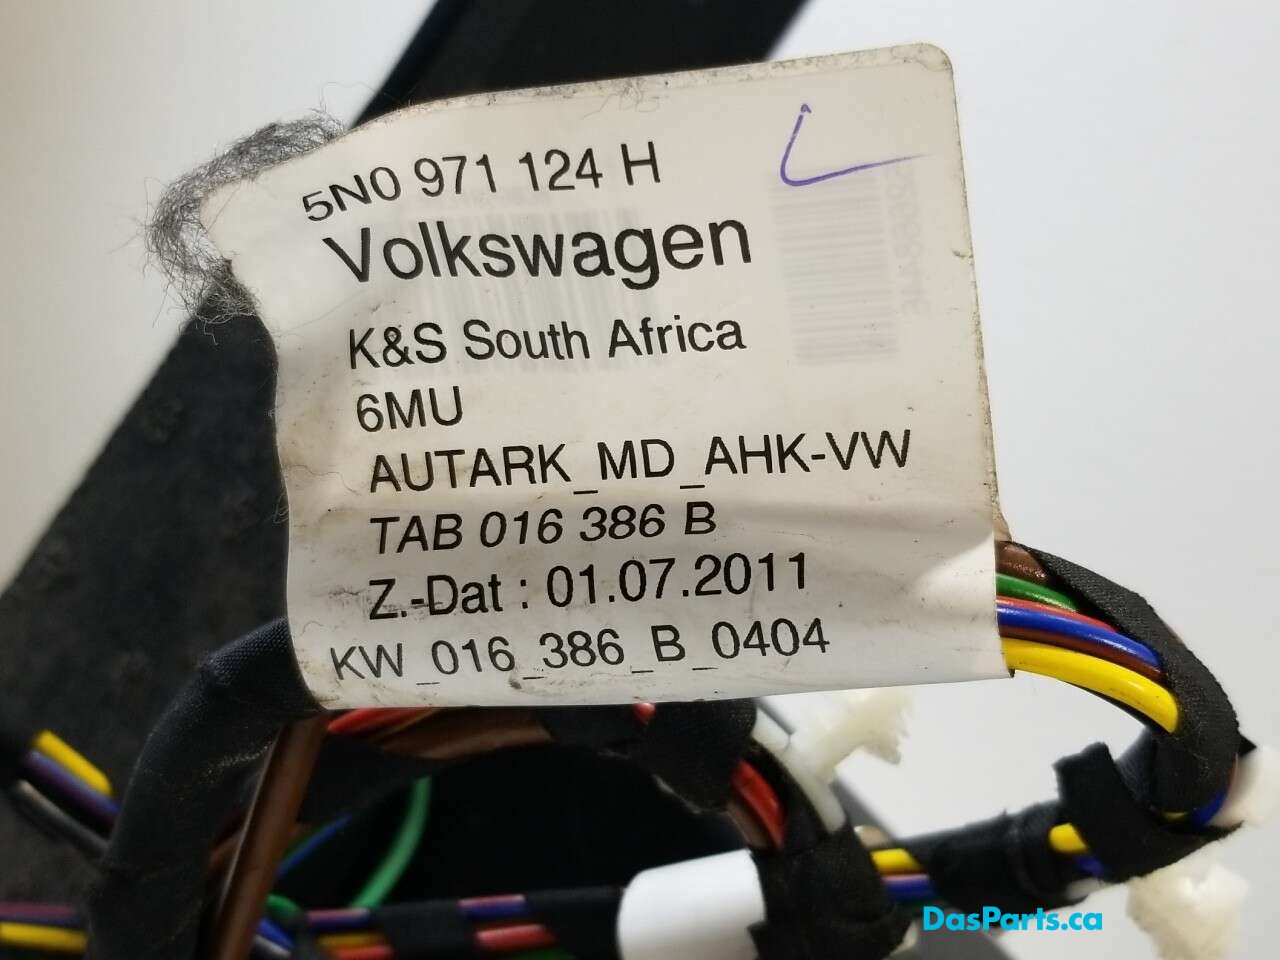 5N0 971 124 H
Volkswagen
K&S South Africa
6MU
AUTARK_MD_AHK-VW
TAB 016 386 B
Z.-Dat : 01.07.2011
KW_016_386_B_0404
DasParts.ca